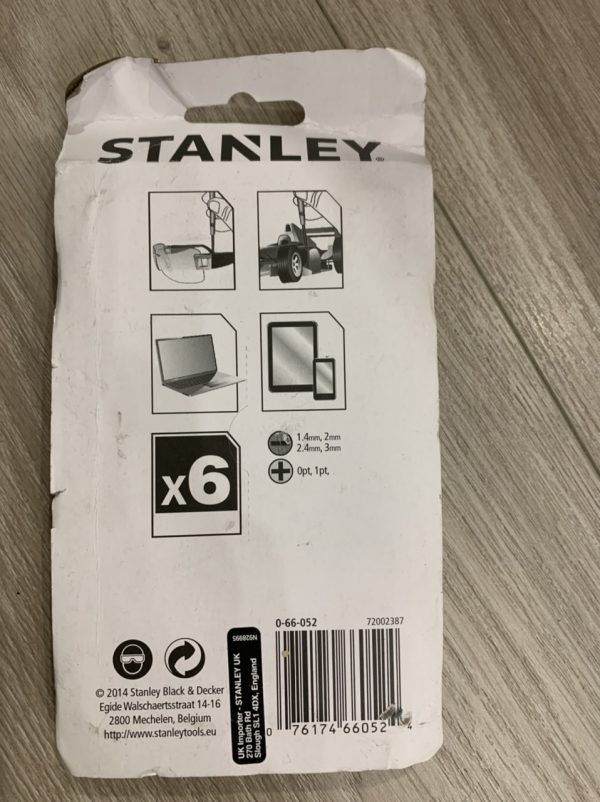 STANLEY®
x6
1.4mm, 2mm
2.4mm, 3mm
0pt, 1pt,
0-66-052
72002387
N928995
UK Importer - STANLEY UK
270 Bath Rd
Slough SL1 4DX, England
© 2014 Stanley Black & Decker
Egide Walschaertsstraat 14-16
2800 Mechelen, Belgium
http://www.stanleytools.eu
0 76174 66052 4